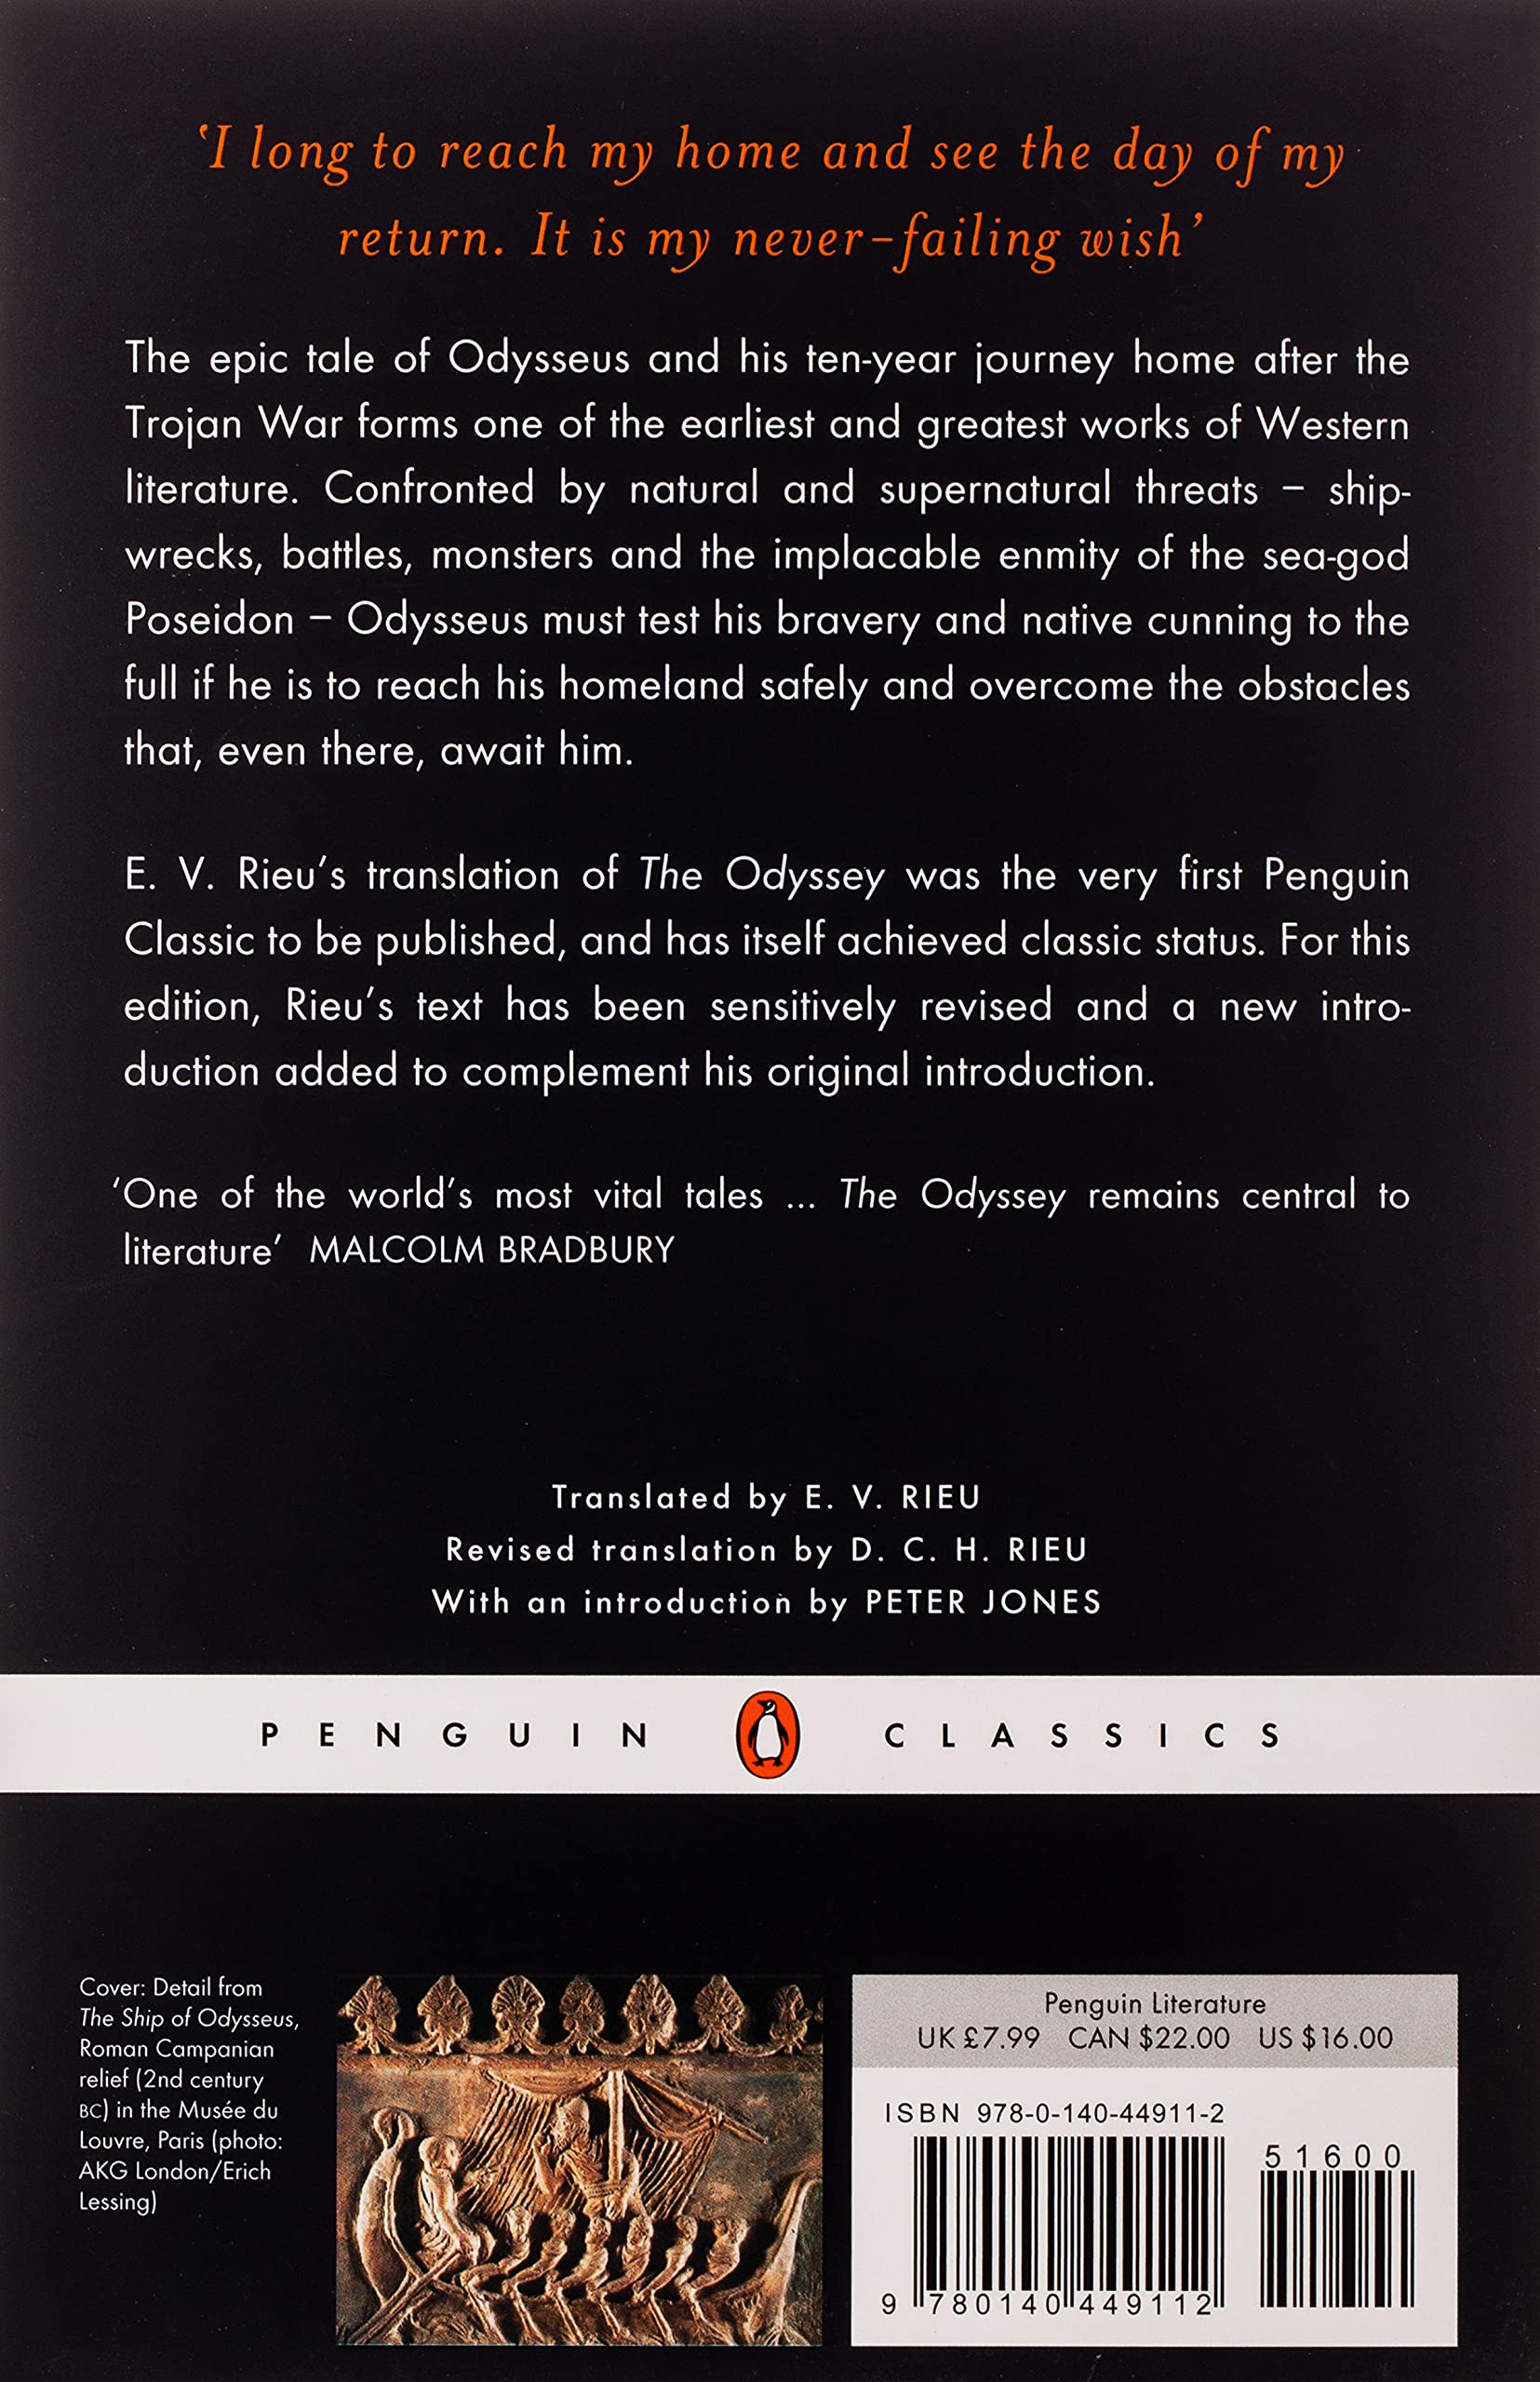 ‘I long to reach my home and see the day of my
return. It is my never-failing wish’
The epic tale of Odysseus and his ten-year journey home after the
Trojan War forms one of the earliest and greatest works of Western
literature. Confronted by natural and supernatural threats – ship-
wrecks, battles, monsters and the implacable enmity of the sea-god
Poseidon – Odysseus must test his bravery and native cunning to the
full if he is to reach his homeland safely and overcome the obstacles
that, even there, await him.
E. V. Rieu’s translation of The Odyssey was the very first Penguin
Classic to be published, and has itself achieved classic status. For this
edition, Rieu’s text has been sensitively revised and a new intro-
duction added to complement his original introduction.
‘One of the world’s most vital tales ... The Odyssey remains central to
literature’ MALCOLM BRADBURY
Translated by E. V. RIEU
Revised translation by D. C. H. RIEU
With an introduction by PETER JONES
PENGUIN CLASSICS
Cover: Detail from
The Ship of Odysseus,
Roman Campanian
relief (2nd century
BC) in the Musée du
Louvre, Paris (photo:
AKG London/Erich
Lessing)
Penguin Literature
UK £7.99 CAN $22.00 US $16.00
ISBN 978-0-140-44911-2
51600
9 780140 449112